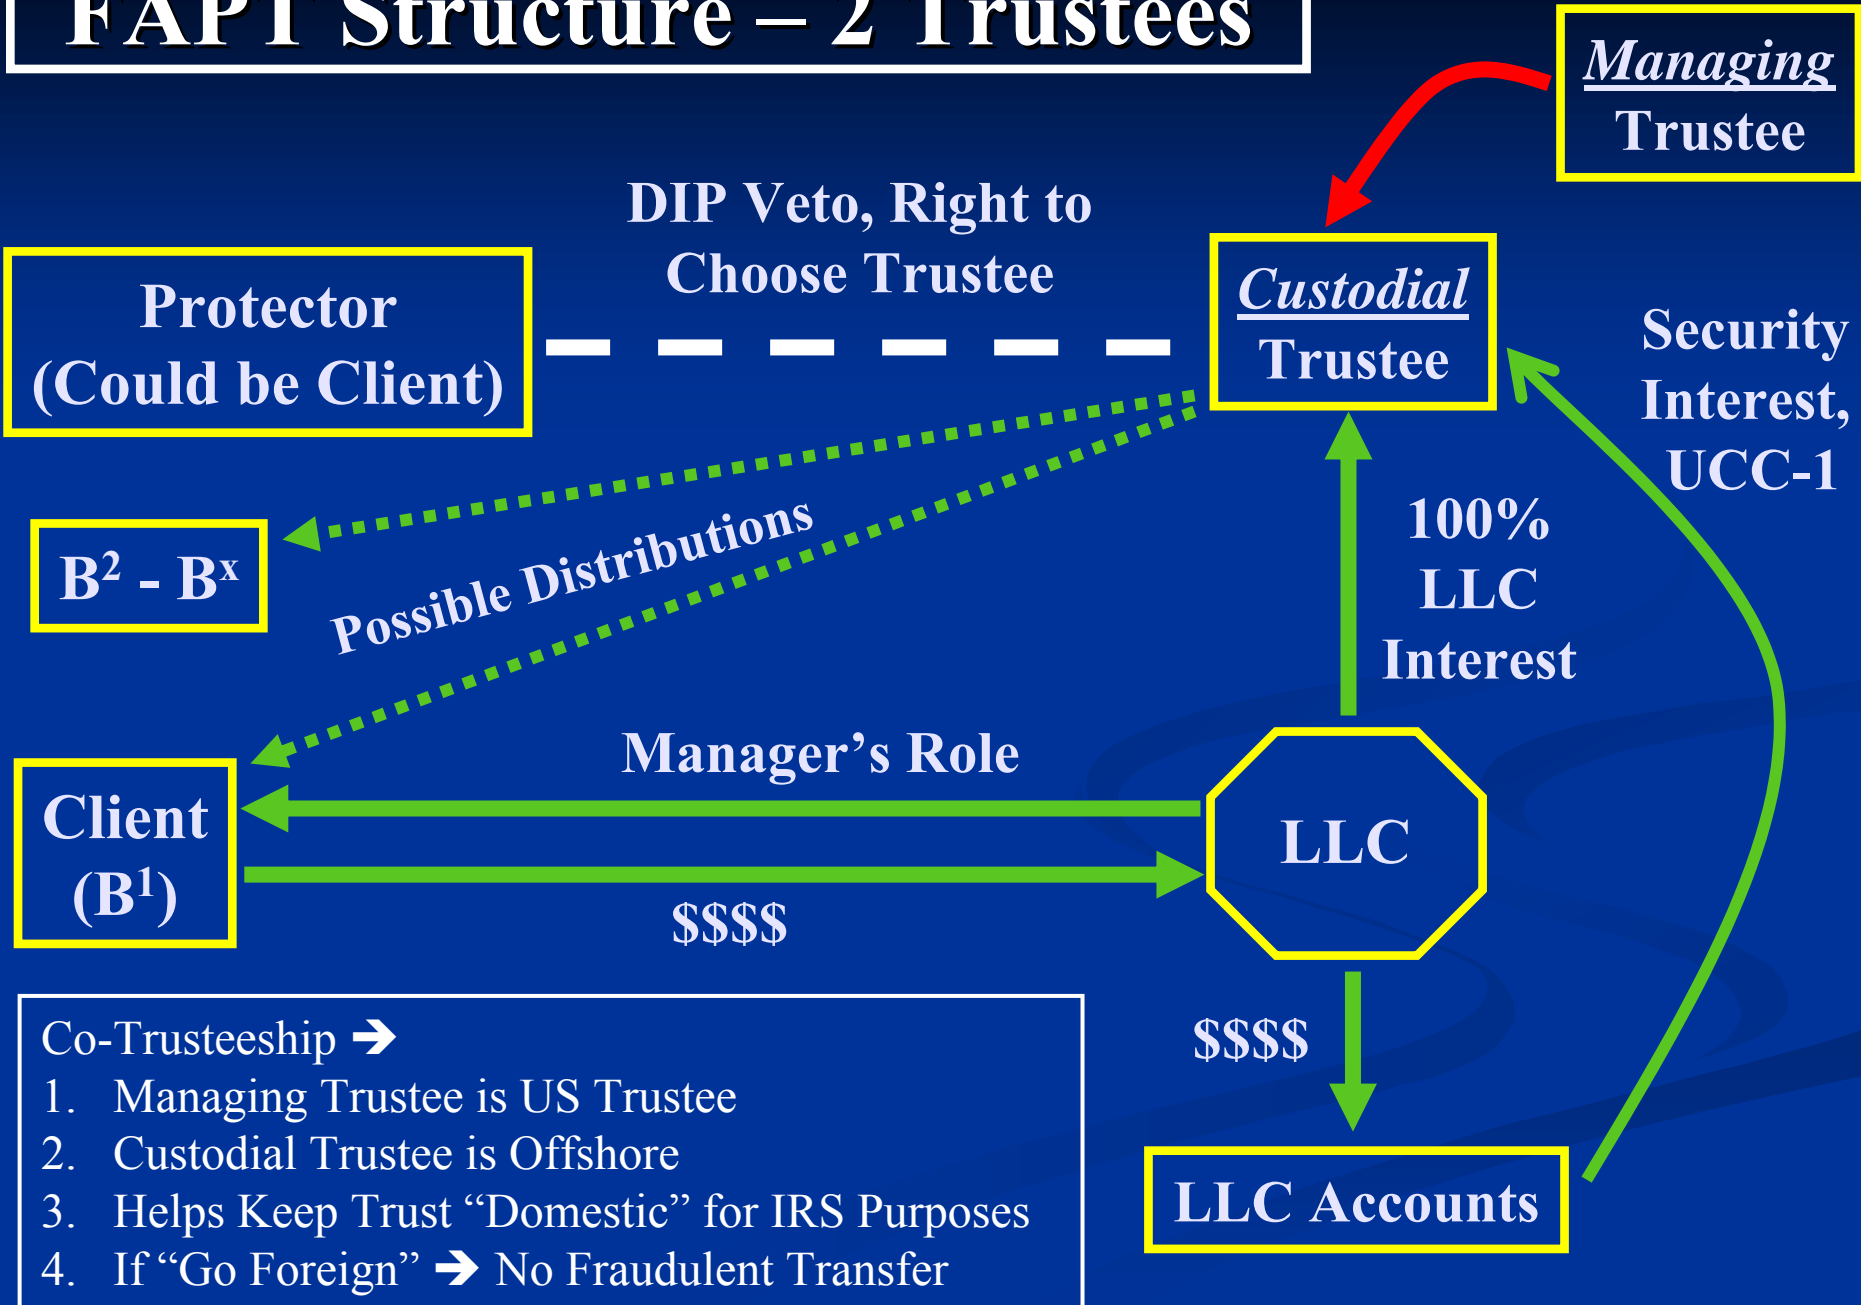 FAPT Structure – 2 Trustees
Managing
Trustee
DIP Veto, Right to
Choose Trustee
Protector
(Could be Client)
Custodial
Trustee
Security
Interest,
UCC-1
100%
LLC
Interest
B² - Bˣ
Possible Distributions
Manager’s Role
Client
(B¹)
LLC
$$$$
$$$$
Co-Trusteeship ➔
1. Managing Trustee is US Trustee
2. Custodial Trustee is Offshore
3. Helps Keep Trust “Domestic” for IRS Purposes
4. If “Go Foreign” ➔ No Fraudulent Transfer
LLC Accounts